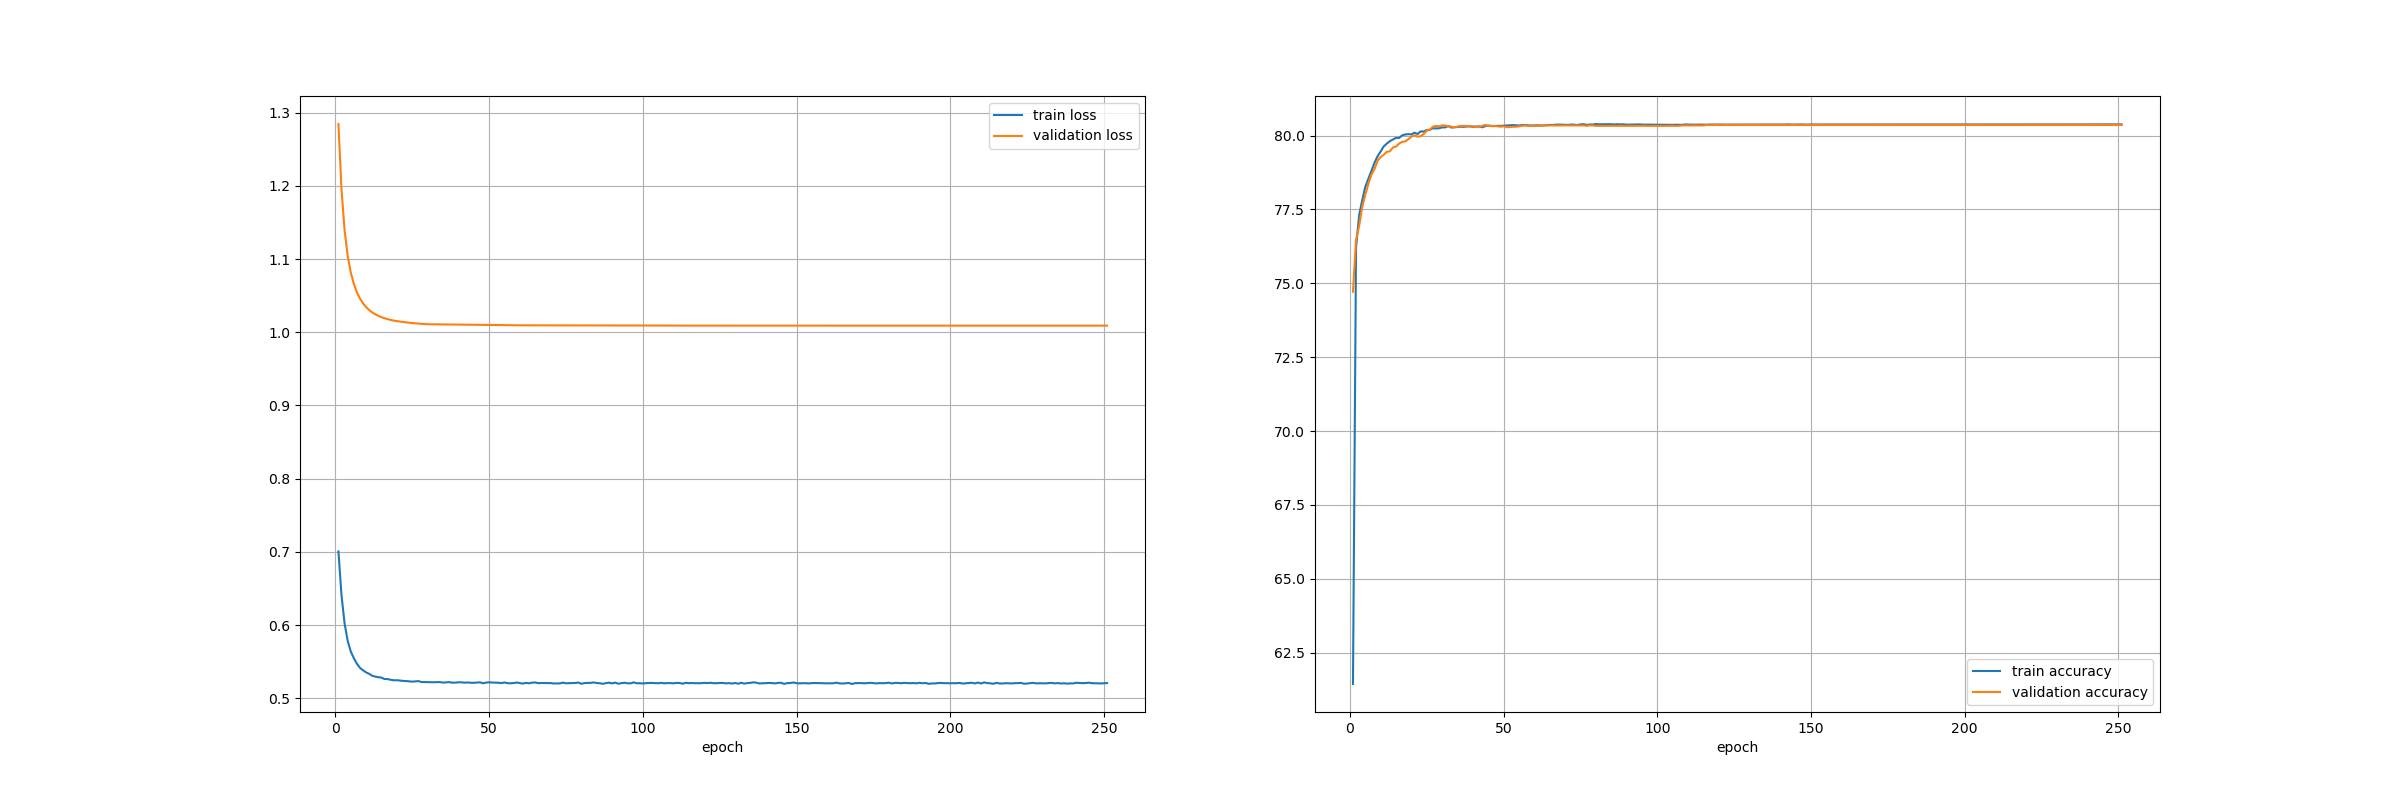 1.3
1.2
1.1
1.0
0.9
0.8
0.7
0.6
0.5
0 50 100 150 200 250
epoch
train loss
validation loss
80.0
77.5
75.0
72.5
70.0
67.5
65.0
62.5
0 50 100 150 200 250
epoch
train accuracy
validation accuracy